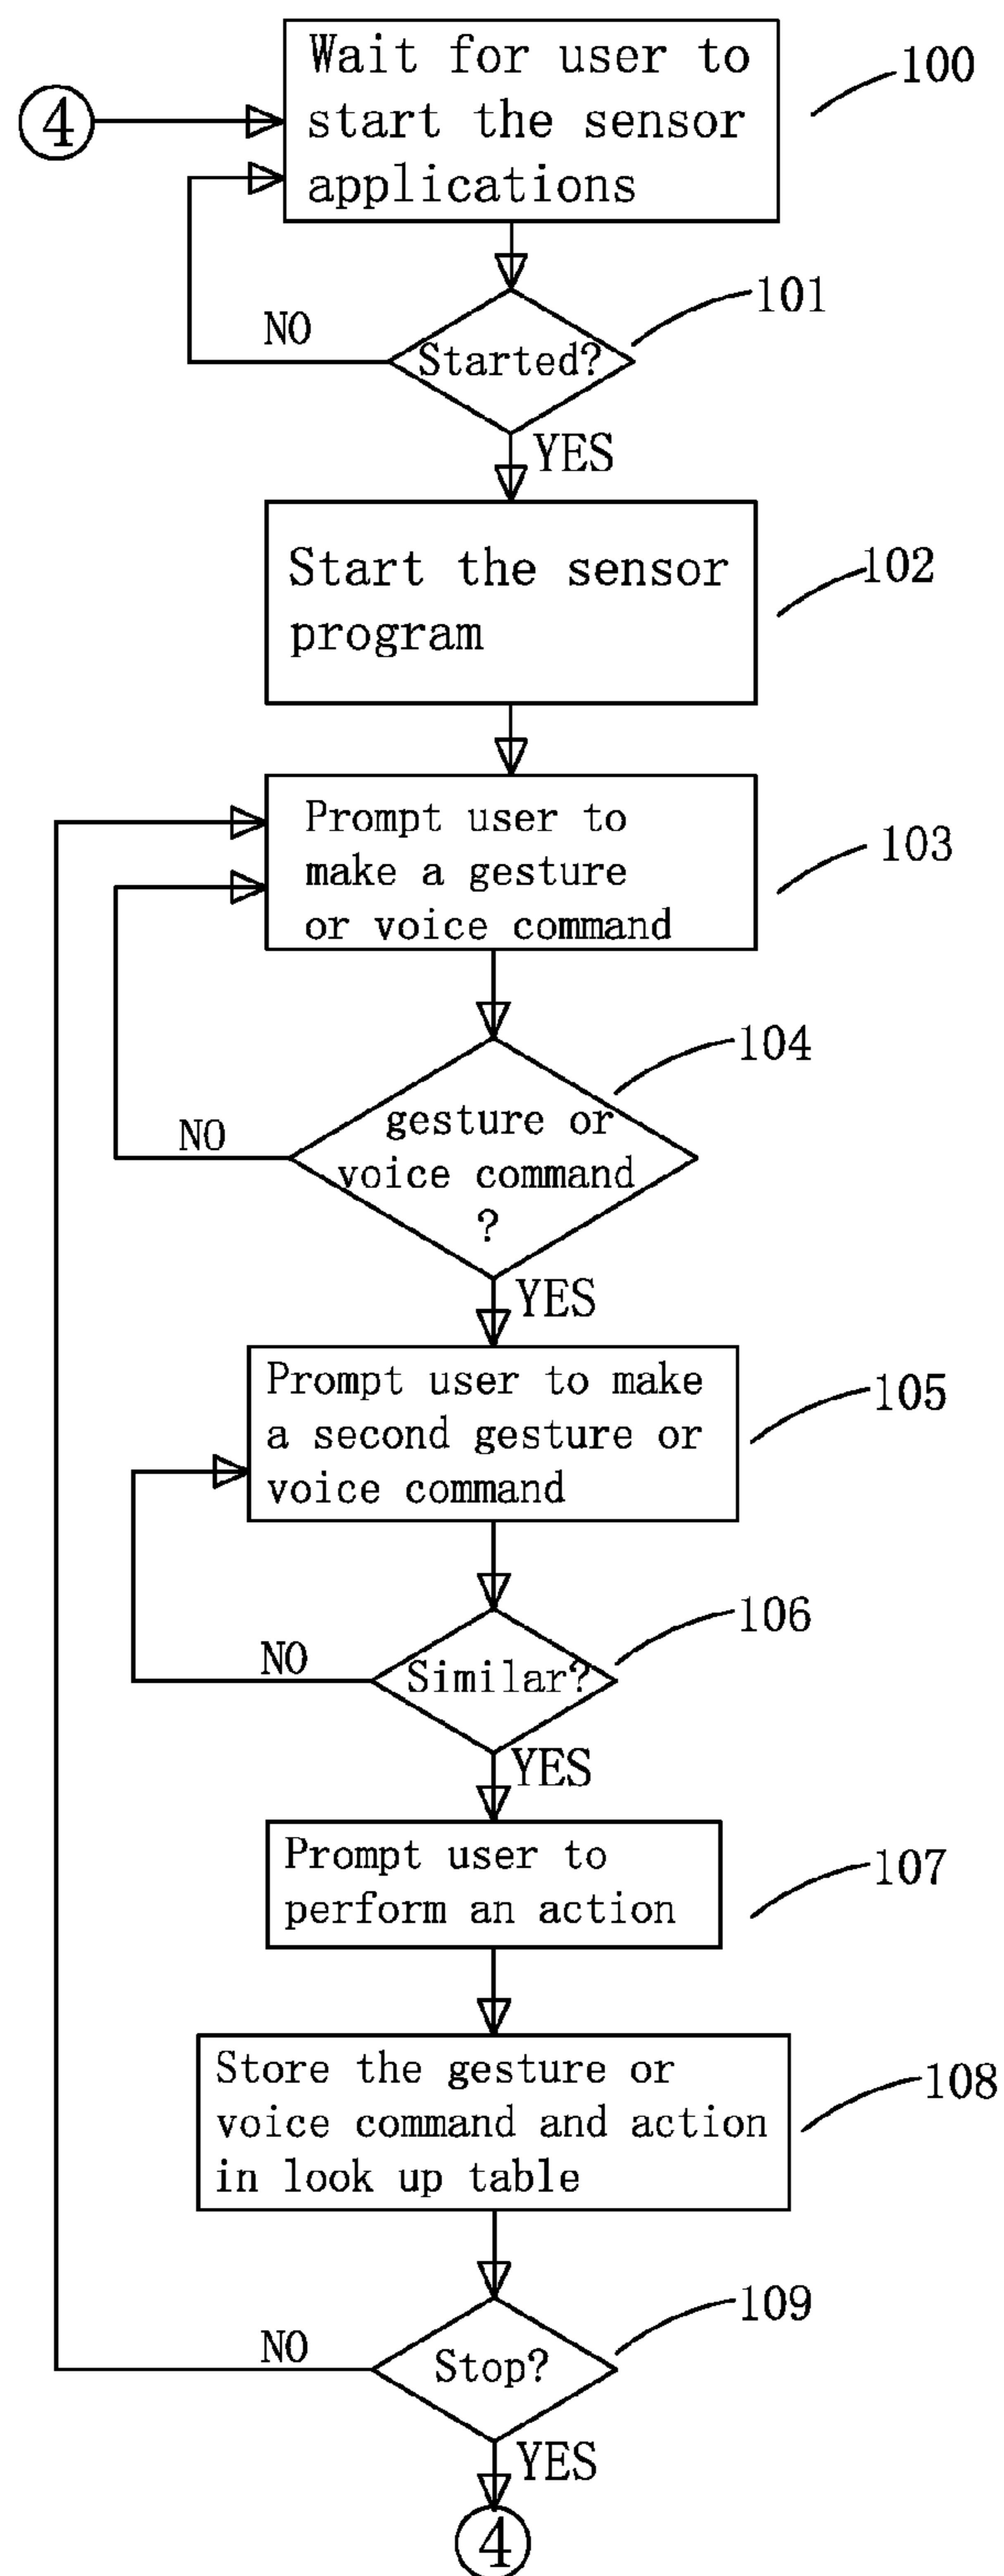 Wait for user to
start the sensor
applications
100
4
101
NO
Started?
YES
Start the sensor
program
102
Prompt user to
make a gesture
or voice command
103
104
gesture or
voice command
?
NO
YES
Prompt user to make
a second gesture or
voice command
105
106
NO
Similar?
YES
Prompt user to
perform an action
107
Store the gesture or
voice command and action
in look up table
108
109
NO
Stop?
YES
4